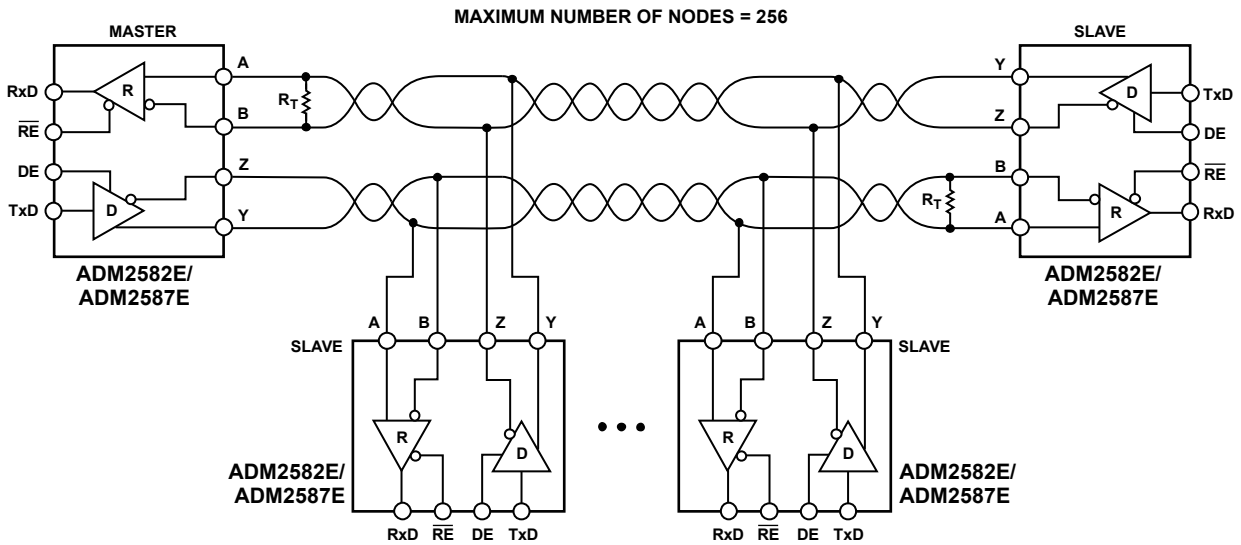 MAXIMUM NUMBER OF NODES = 256
MASTER
SLAVE
A
RxD
R
RE
B
RT
DE
Z
TxD
D
Y
ADM2582E/
ADM2587E
Y
D
TxD
Z
DE
B
RE
RT
R
RxD
A
ADM2582E/
ADM2587E
A
B
Z
Y
SLAVE
R
D
ADM2582E/
ADM2587E
RxD
RE
DE
TxD
• • •
A
B
Z
Y
SLAVE
R
D
ADM2582E/
ADM2587E
RxD
RE
DE
TxD